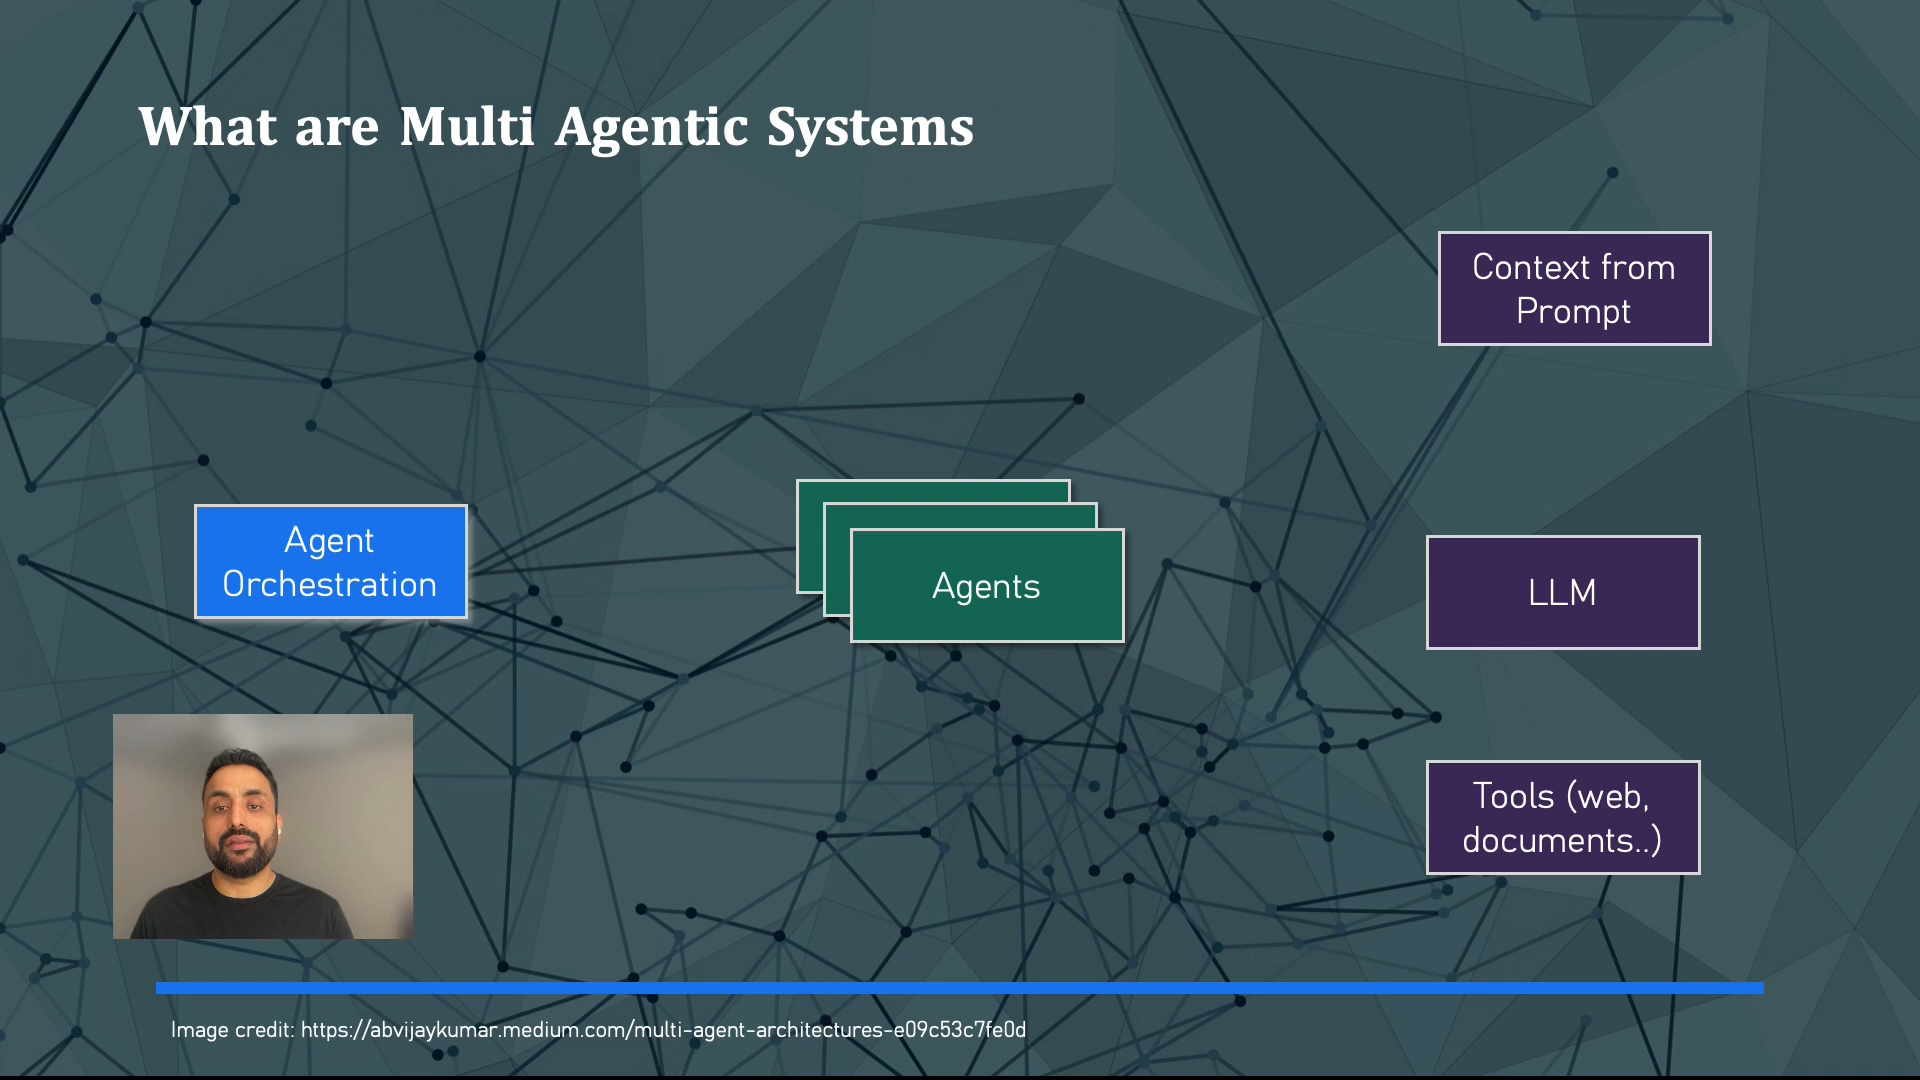 What are Multi Agentic Systems
Context from
Prompt
Agent
Orchestration
Agents
LLM
Tools (web,
documents..)
Image credit: https://abvijaykumar.medium.com/multi-agent-architectures-e09c53c7fe0d